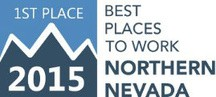 1ST PLACE
2015
BEST
PLACES
TO WORK
NORTHERN
NEVADA